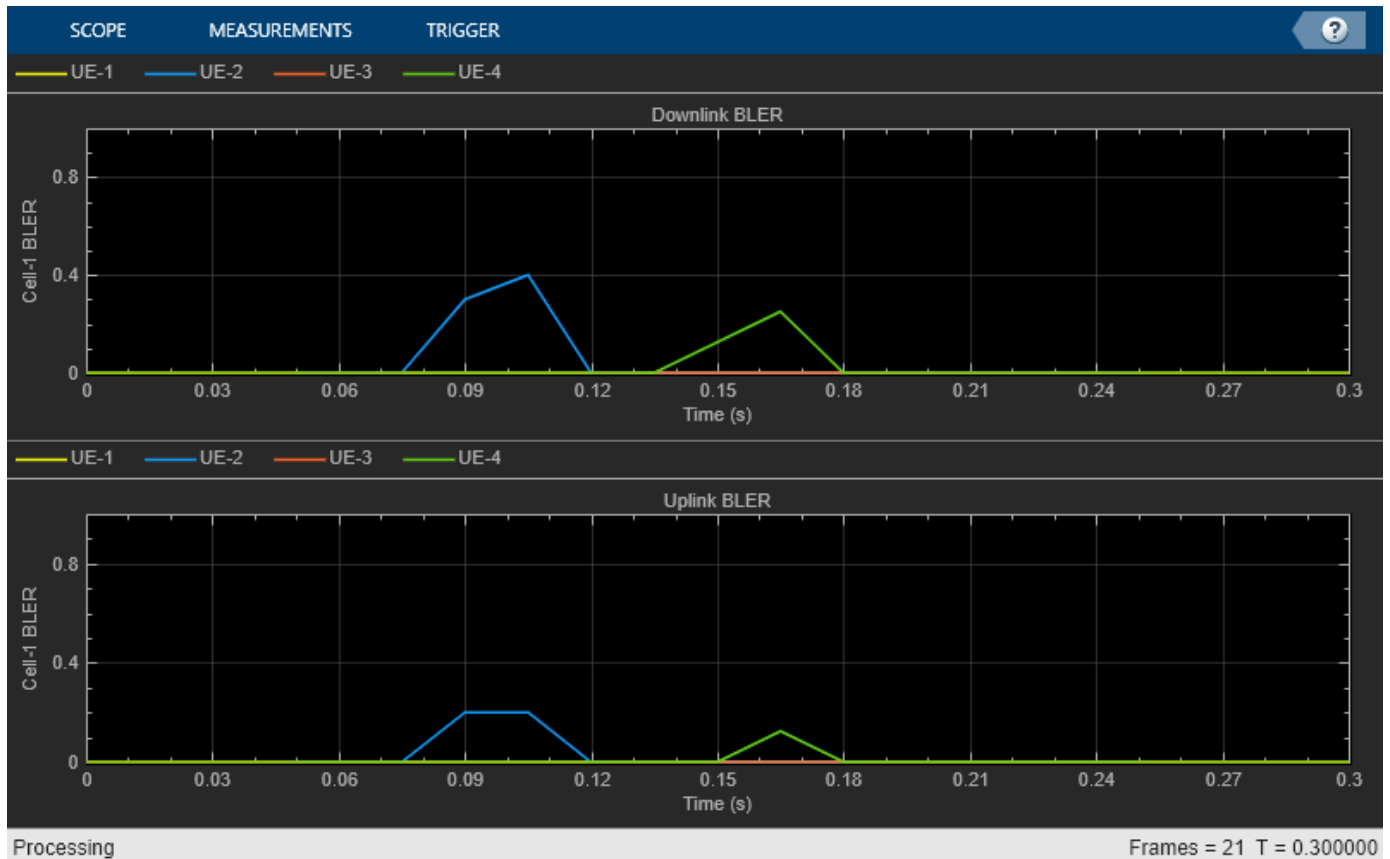 SCOPE MEASUREMENTS TRIGGER ?
UE-1 UE-2 UE-3 UE-4
Downlink BLER
Cell-1 BLER
0.8
0.4
0
0 0.03 0.06 0.09 0.12 0.15 0.18 0.21 0.24 0.27 0.3
Time (s)
UE-1 UE-2 UE-3 UE-4
Uplink BLER
Cell-1 BLER
0.8
0.4
0
0 0.03 0.06 0.09 0.12 0.15 0.18 0.21 0.24 0.27 0.3
Time (s)
Processing Frames = 21 T = 0.300000